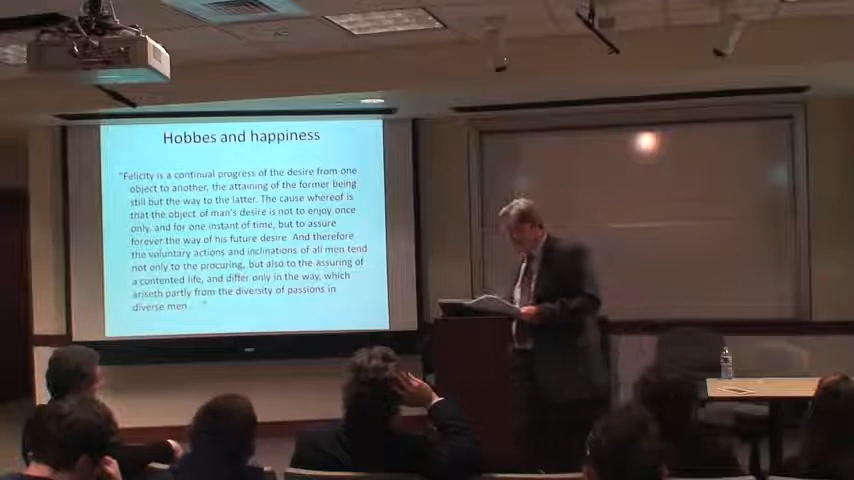 Hobbes and happiness
"Felicity is a continual progress of the desire from one
object to another, the attaining of the former being
still but the way to the latter. The cause whereof is
that the object of man's desire is not to enjoy once
only, and for one instant of time, but to assure
forever the way of his future desire. And therefore
the voluntary actions and inclinations of all men tend
not only to the procuring, but also to the assuring of
a contented life, and differ only in the way, which
ariseth partly from the diversity of passions in
diverse men . . ."